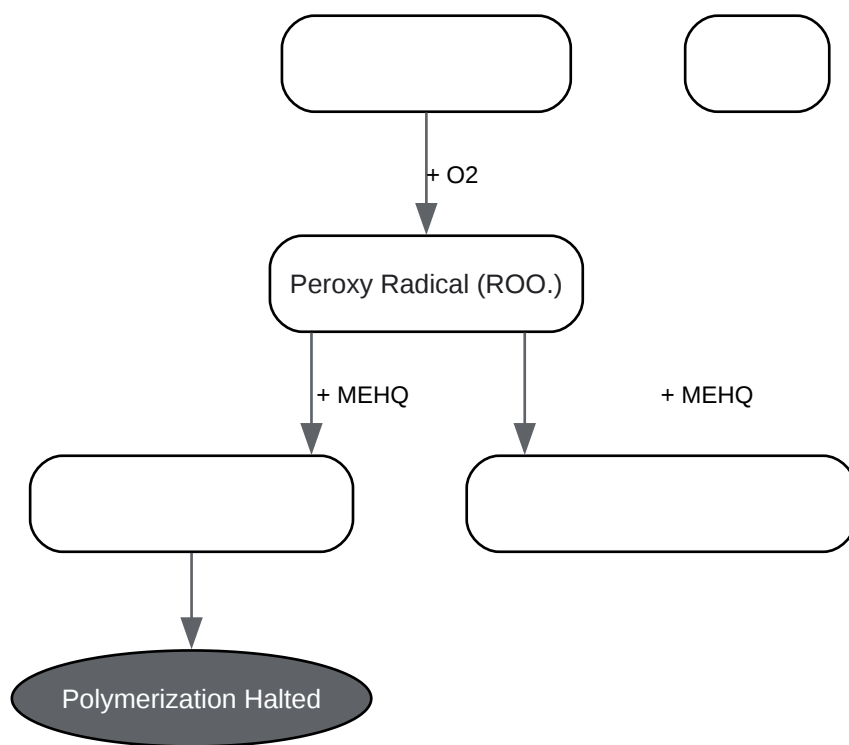 + O2
Peroxy Radical (ROO.)
+ MEHQ
+ MEHQ
Polymerization Halted